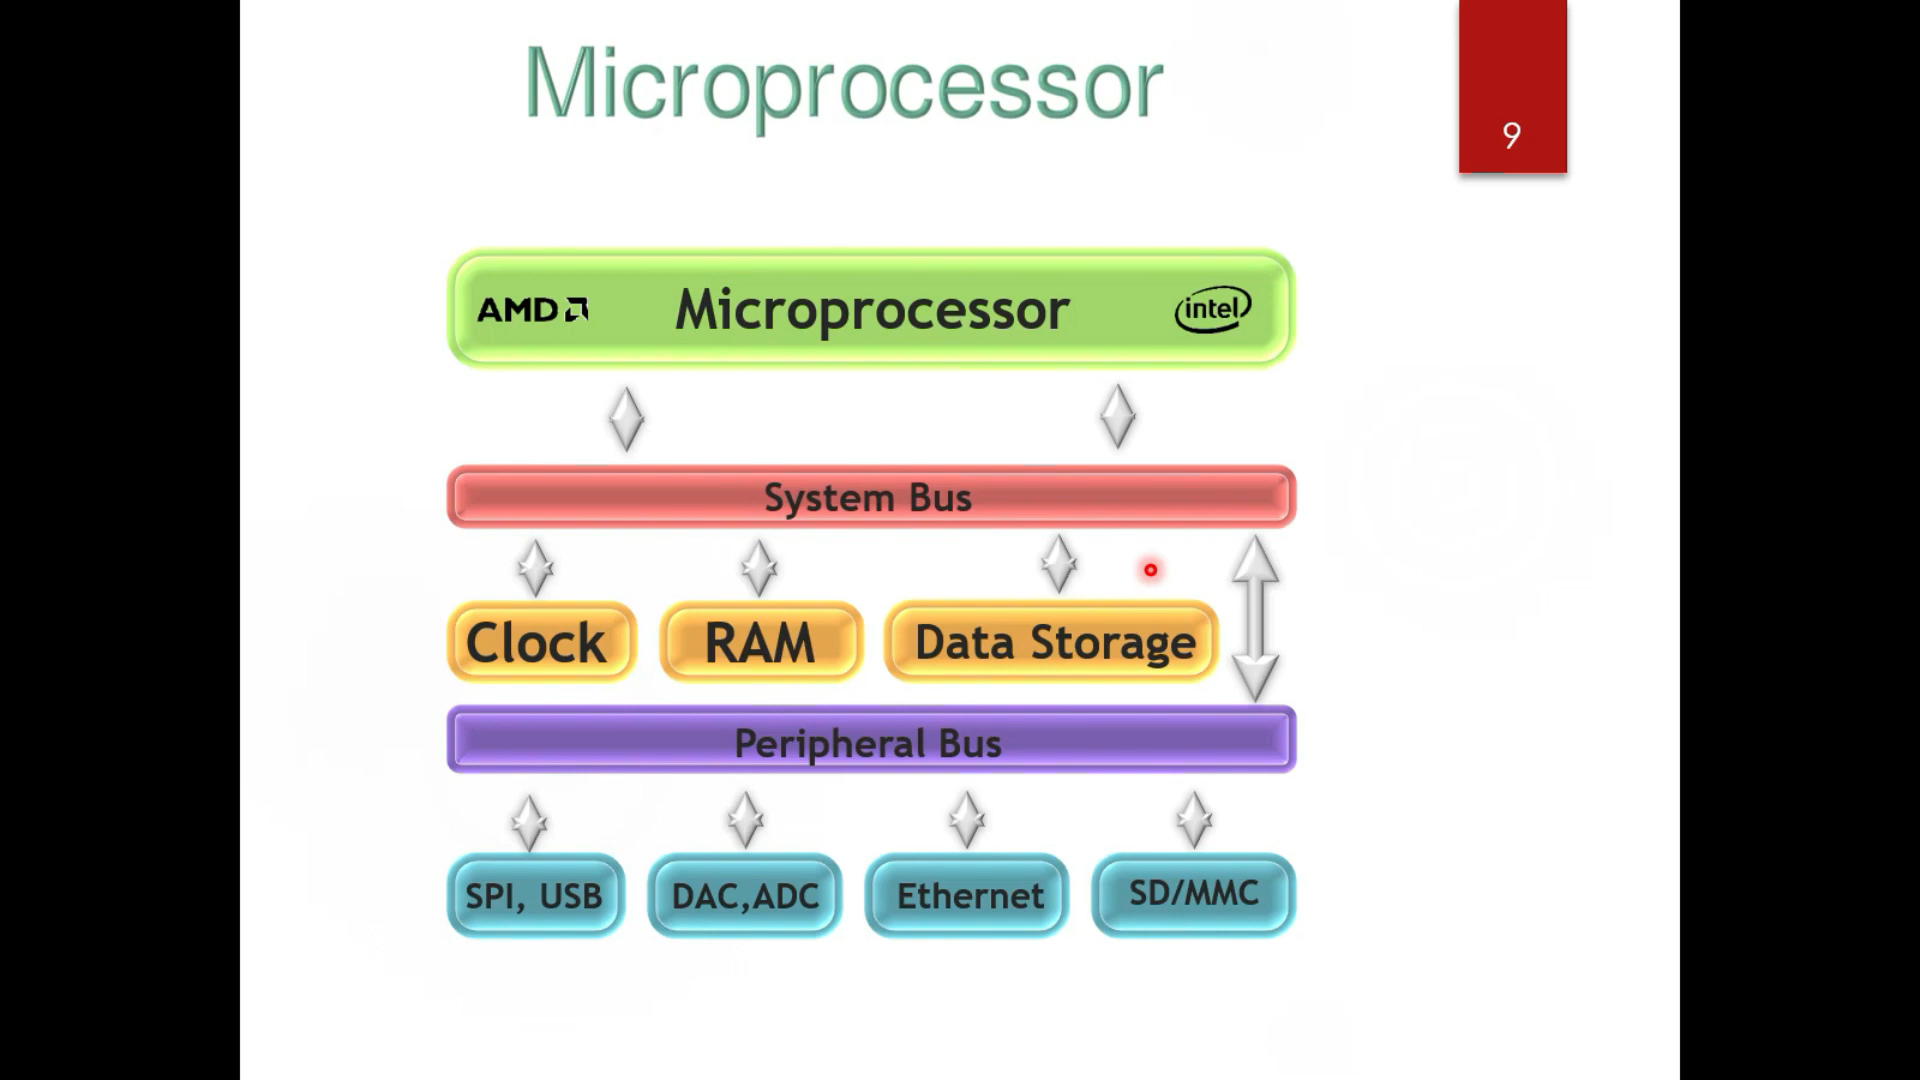 Microprocessor
9
AMD Microprocessor intel
System Bus
Clock RAM Data Storage
Peripheral Bus
SPI, USB DAC,ADC Ethernet SD/MMC